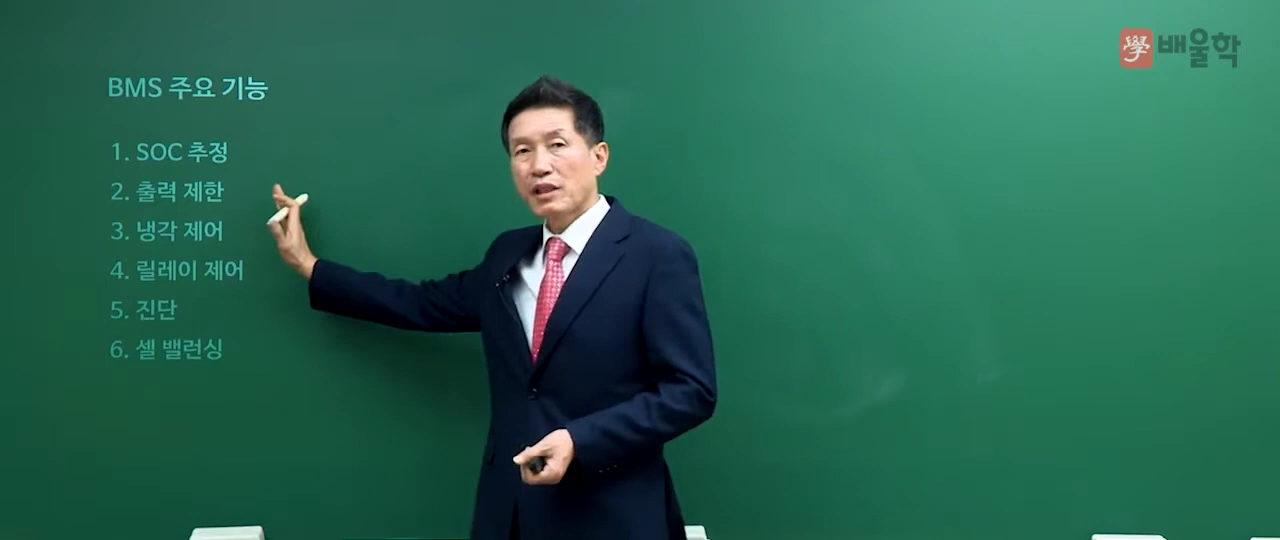 BMS 주요 기능
1. SOC 추정
2. 출력 제한
3. 냉각 제어
4. 릴레이 제어
5. 진단
6. 셀 밸런싱
學 배울학